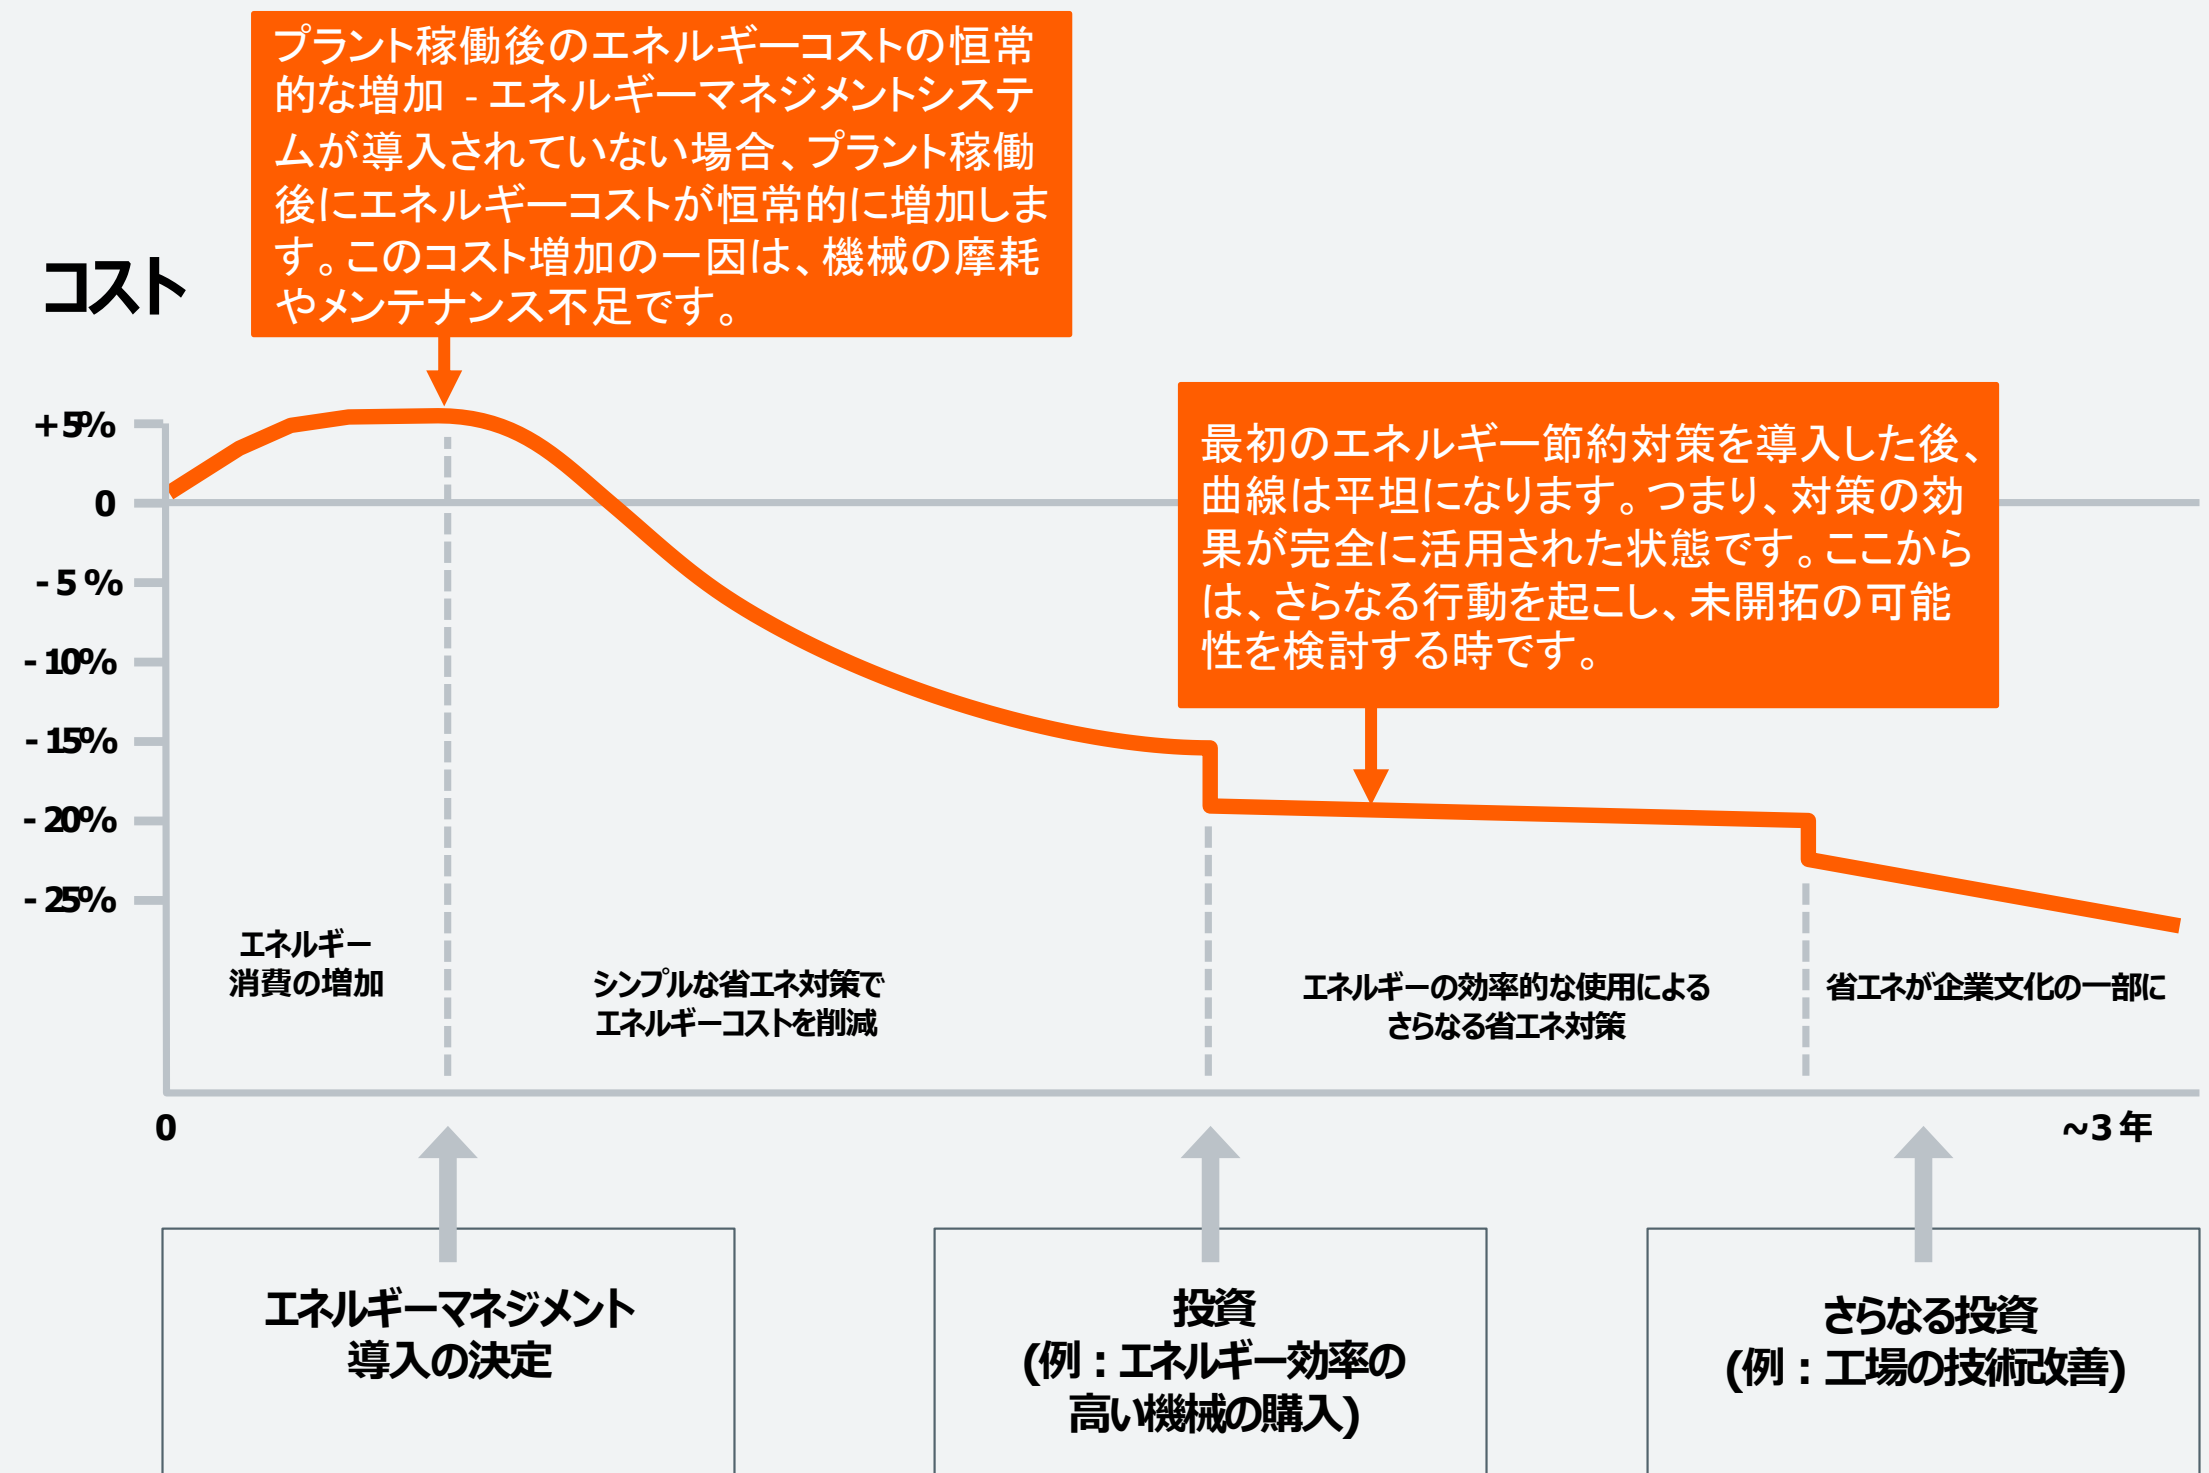 プラント稼働後のエネルギーコストの恒常
的な増加 - エネルギーマネジメントシステ
ムが導入されていない場合、プラント稼働
後にエネルギーコストが恒常的に増加しま
す。このコスト増加の一因は、機械の摩耗
やメンテナンス不足です。
コスト
最初のエネルギー節約対策を導入した後、
曲線は平坦になります。つまり、対策の効
果が完全に活用された状態です。ここから
は、さらなる行動を起こし、未開拓の可能
性を検討する時です。
+5%
0
-5%
-10%
-15%
-20%
-25%
エネルギー
消費の増加
シンプルな省エネ対策で
エネルギーコストを削減
エネルギーの効率的な使用による
さらなる省エネ対策
省エネが企業文化の一部に
0
~3年
エネルギーマネジメント
導入の決定
投資
(例：エネルギー効率の
高い機械の購入)
さらなる投資
(例：工場の技術改善)